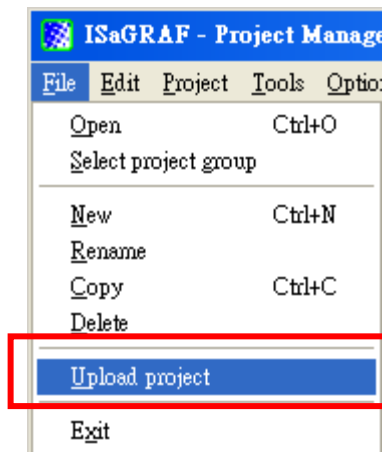 ISaGRAF - Project Manage
File Edit Project Tools Optio
Open Ctrl+O
Select project group
New Ctrl+N
Rename
Copy Ctrl+C
Delete
Upload project
Exit